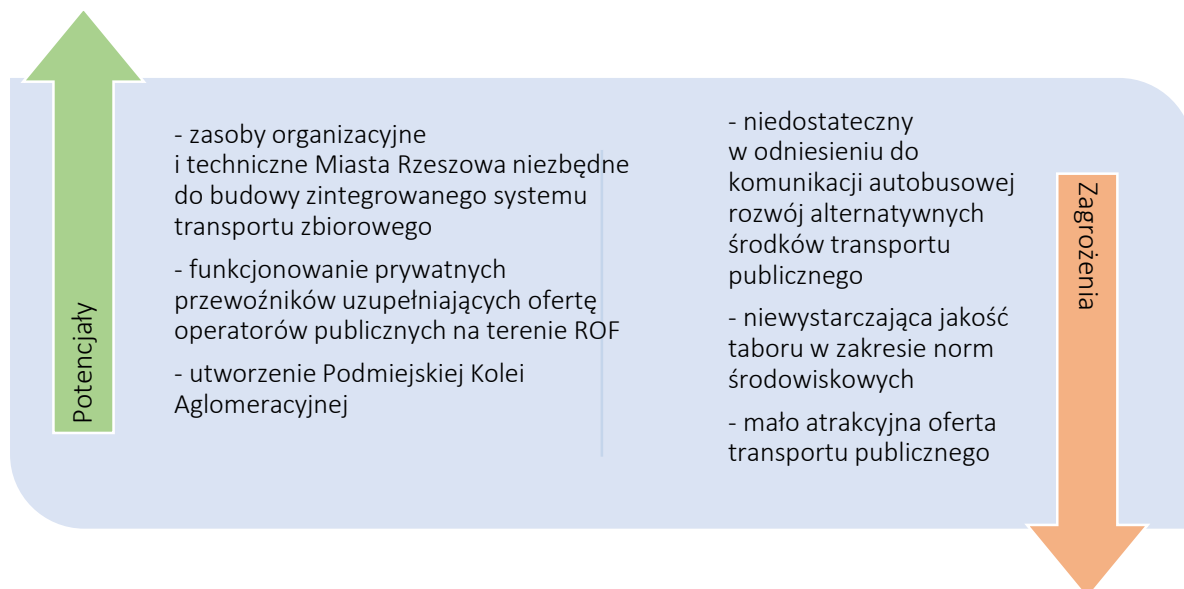 Potencjały
- zasoby organizacyjne
i techniczne Miasta Rzeszowa niezbędne
do budowy zintegrowanego systemu
transportu zbiorowego
- funkcjonowanie prywatnych
przewoźników uzupełniających ofertę
operatorów publicznych na terenie ROF
- utworzenie Podmiejskiej Kolei
Aglomeracyjnej
- niedostateczny
w odniesieniu do
komunikacji autobusowej
rozwój alternatywnych
środków transportu
publicznego
- niewystarczająca jakość
taboru w zakresie norm
środowiskowych
- mało atrakcyjna oferta
transportu publicznego
Zagrożenia